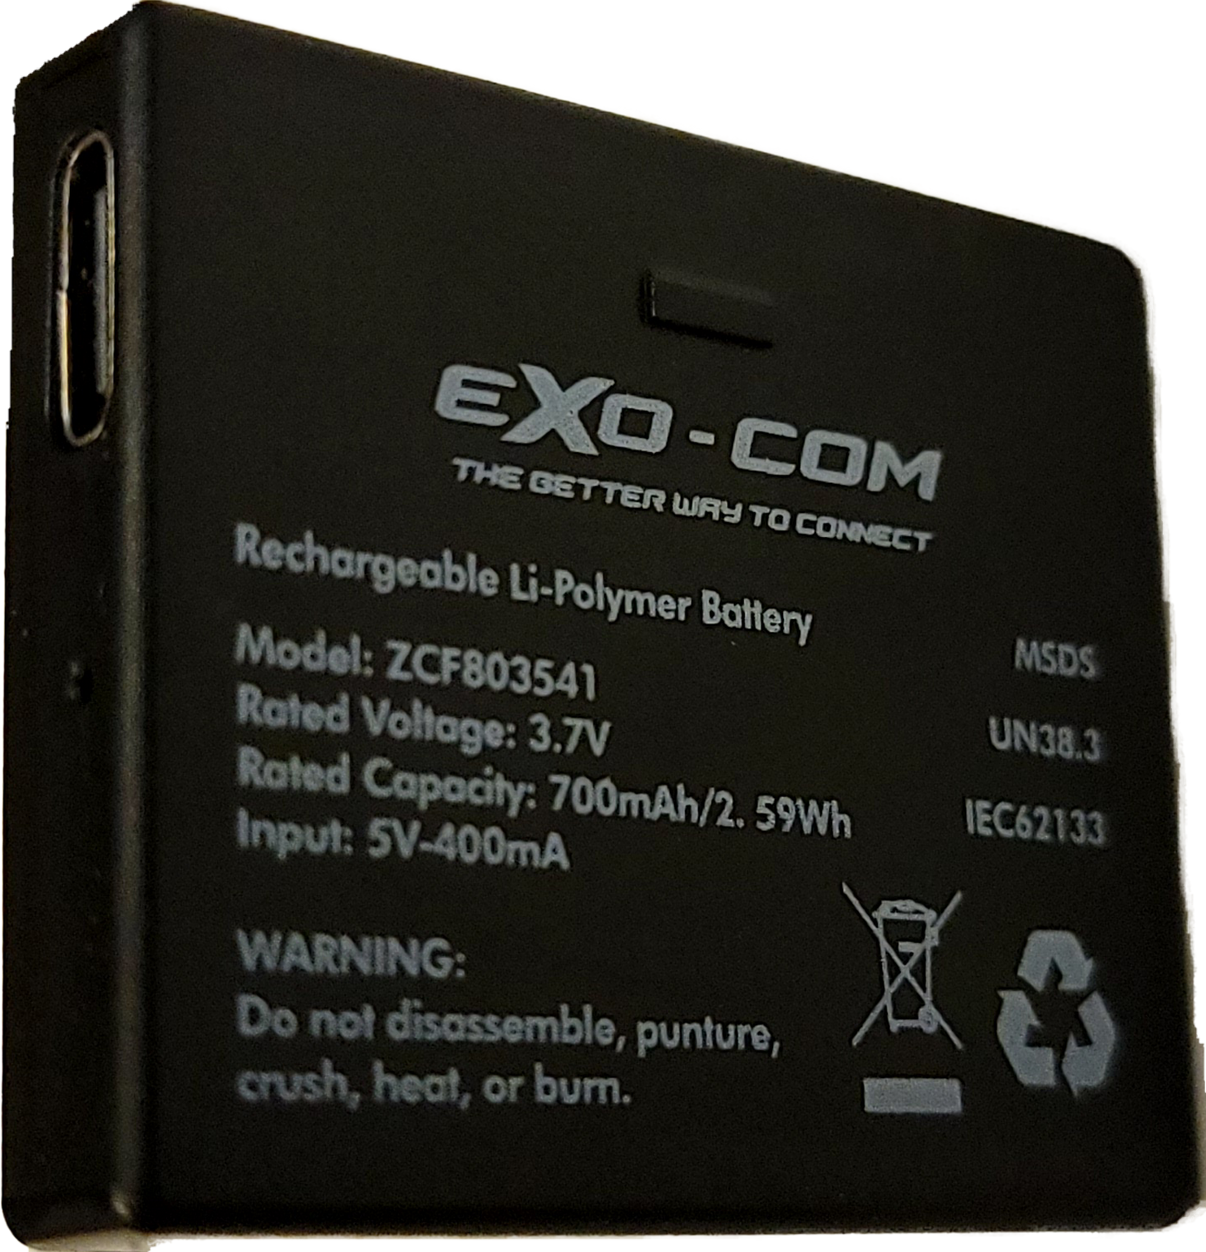 eXO-COM
THE BETTER WAY TO CONNECT
Rechargeable Li-Polymer Battery
Model: ZCF803541
Rated Voltage: 3.7V
Rated Capacity: 700mAh/2. 59Wh
Input: 5V-400mA
MSDS
UN38.3
IEC62133
WARNING:
Do not disassemble, punture,
crush, heat, or burn.